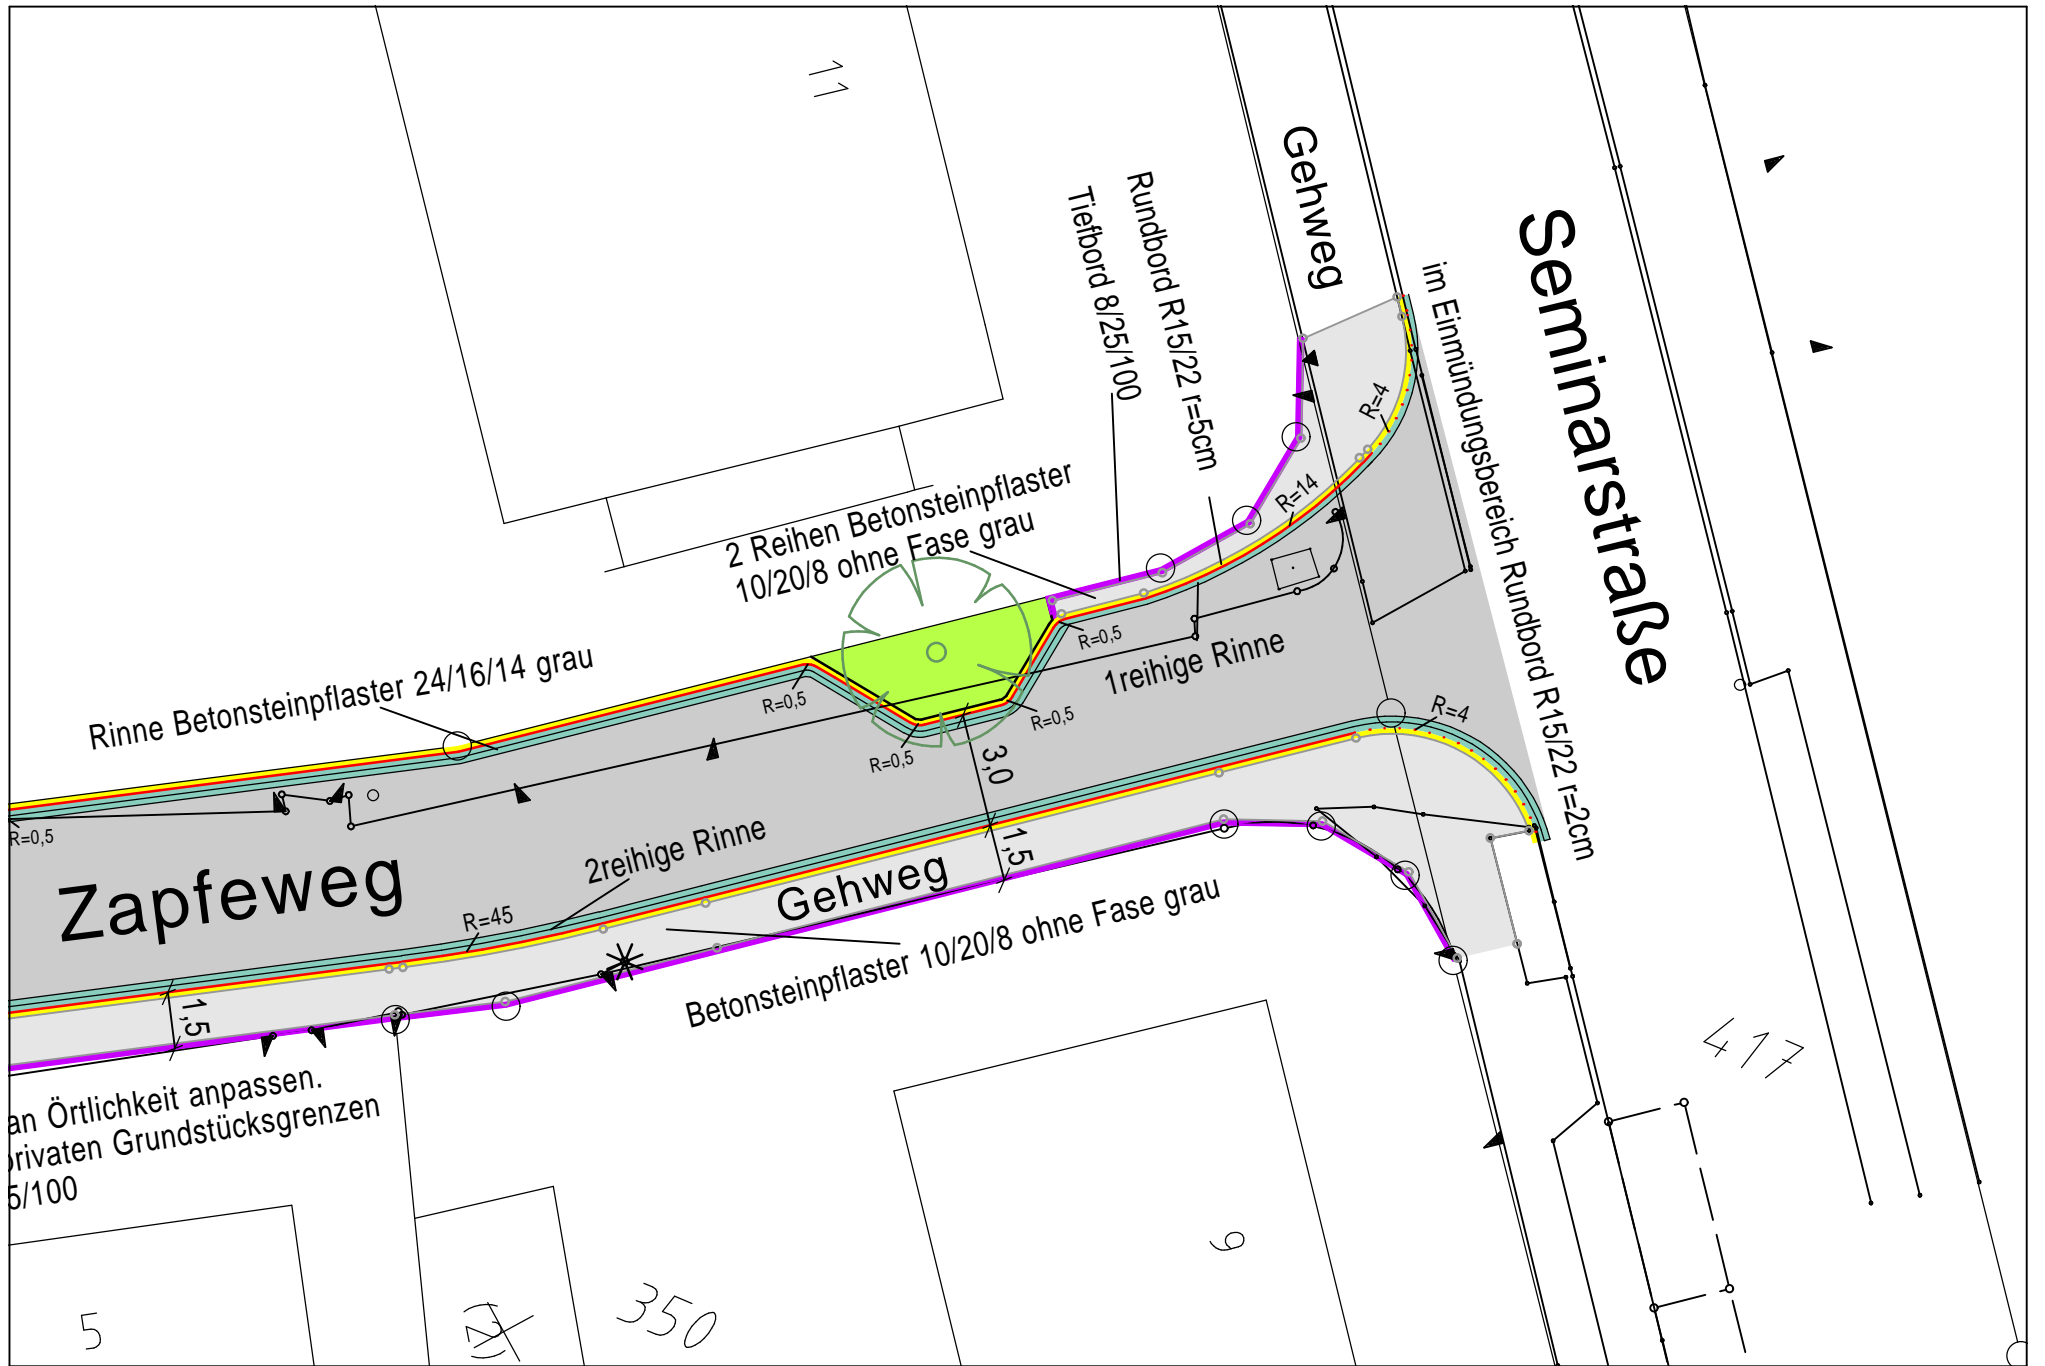 11
Gehweg
Seminarstraße
Rundbord R15/22 r=5cm
Tiefbord 8/25/100
im Einmündungsbereich Rundbord R15/22 r=2cm
R=4
R=14
2 Reihen Betonsteinpflaster
10/20/8 ohne Fase grau
R=0,5
1reihige Rinne
Rinne Betonsteinpflaster 24/16/14 grau
R=0,5
R=0,5
R=0,5
R=4
3,0
R=0,5
Zapfeweg
2reihige Rinne
1,5
Gehweg
R=45
Betonsteinpflaster 10/20/8 ohne Fase grau
1,5
an Örtlichkeit anpassen.
privaten Grundstücksgrenzen
5/100
417
9
5
350